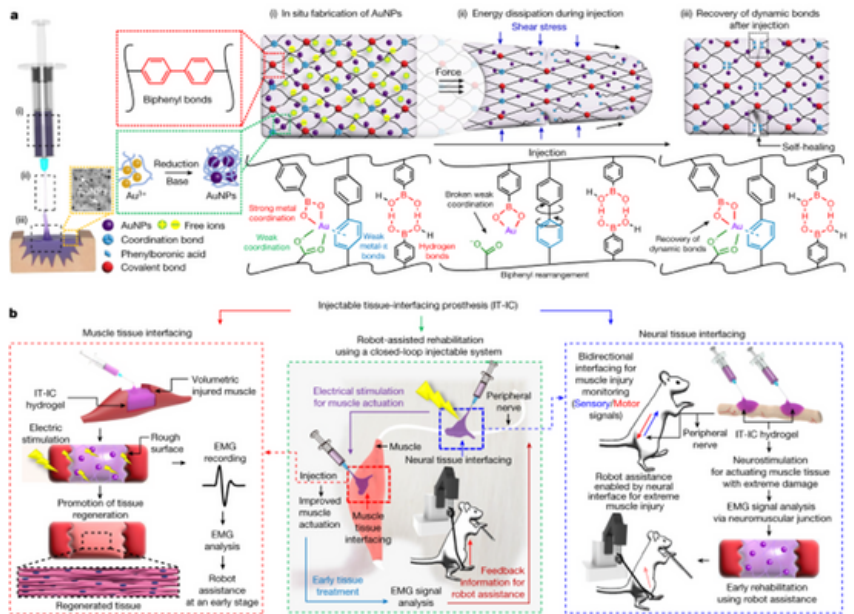 a
(i) In situ fabrication of AuNPs
(ii) Energy dissipation during injection
Shear stress
(iii) Recovery of dynamic bonds
after injection
Biphenyl bonds
Force
(i)
(ii)
(iii)
Injection
Self-healing
Au³⁺
Reduction
Base
AuNPs
AuNPs
Free ions
Coordination bond
Phenylboronic acid
Covalent bond
Strong metal
coordination
Weak
coordination
Weak
metal-π
bonds
Hydrogen
bonds
B
O
O
Au
O
O
H
O
O
B
H
H
O
O
B
H
Broken weak
coordination
B
O
O
Au
⁻O
O
H
O
O
B
H
H
O
O
B
H
Biphenyl rearrangement
B
O
O
Au
O
O
H
O
O
B
H
H
O
O
B
H
Recovery of
dynamic bonds
b
Injectable tissue-interfacing prosthesis (IT-IC)
Muscle tissue interfacing
IT-IC
hydrogel
Volumetric
injured muscle
Electric
stimulation
Rough
surface
EMG
recording
Promotion of tissue
regeneration
EMG
analysis
Robot
assistance
at an early stage
Regenerated tissue
Robot-assisted rehabilitation
using a closed-loop injectable system
Electrical stimulation
for muscle actuation
Peripheral
nerve
Muscle
Neural tissue interfacing
Injection
Improved
muscle
actuation
Muscle
tissue
interfacing
Early tissue
treatment
EMG signal
analysis
Feedback
information for
robot assistance
Neural tissue interfacing
Bidirectional
interfacing for
muscle injury
monitoring
(Sensory/Motor
signals)
Peripheral
nerve
IT-IC hydrogel
Neurostimulation
for actuating muscle tissue
with extreme damage
Robot assistance
enabled by neural
interface for extreme
muscle injury
EMG signal analysis
via neuromuscular junction
Early rehabilitation
using robot assistance